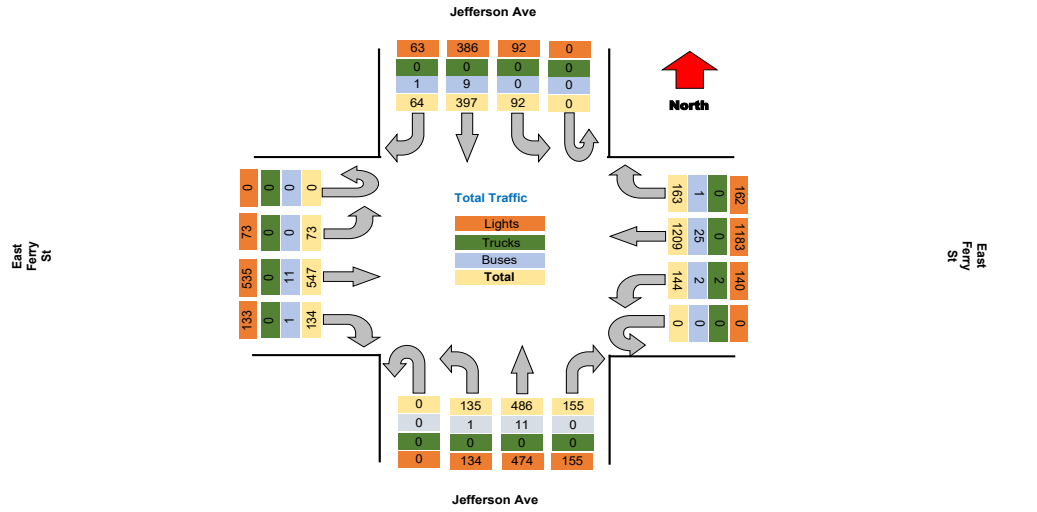 Jefferson Ave
63 386 92 0
0 0 0 0
1 9 0 0
64 397 92 0
North
0 0 0 0
73 0 0 73
535 0 11 547
133 0 1 134
East
Ferry
St
Total Traffic
Lights
Trucks
Buses
Total
163 1 0 162
1209 25 0 1183
144 2 2 140
0 0 0 0
East
Ferry
St
0 135 486 155
0 1 11 0
0 0 0 0
0 134 474 155
Jefferson Ave